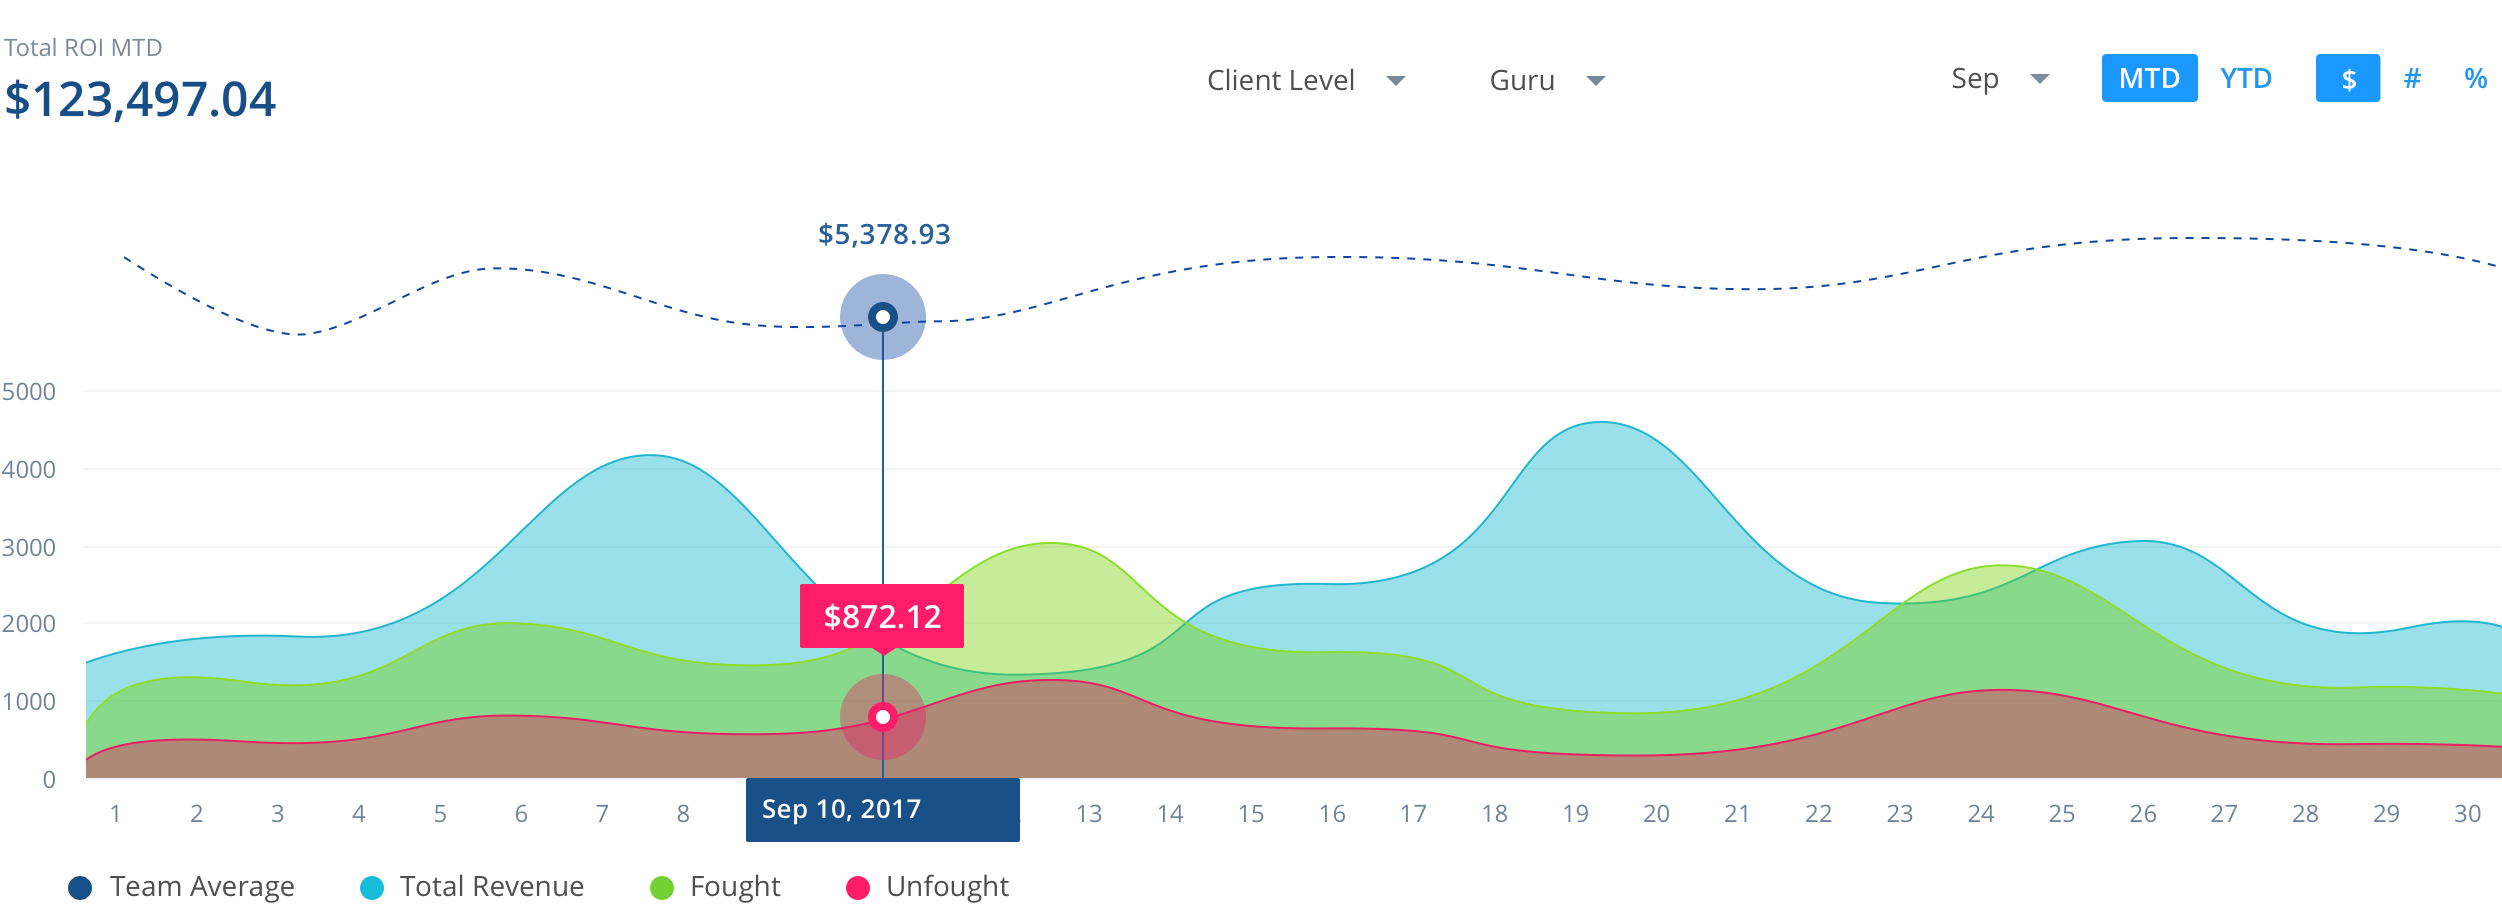 Total ROI MTD
$123,497.04
Client Level
Guru
Sep
MTD
YTD
$
#
%
$5,378.93
5000
4000
3000
2000
1000
0
$872.12
1 2 3 4 5 6 7 8 13 14 15 16 17 18 19 20 21 22 23 24 25 26 27 28 29 30
Sep 10, 2017
Team Average
Total Revenue
Fought
Unfought